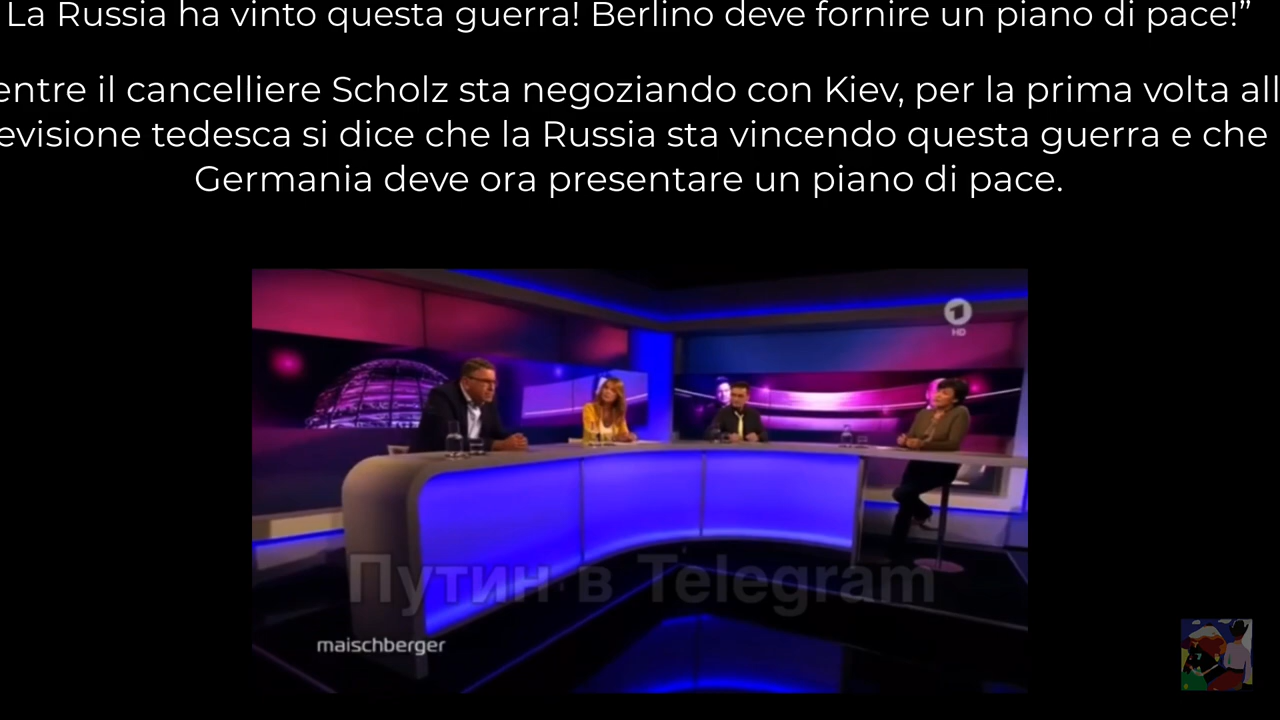 La Russia ha vinto questa guerra! Berlino deve fornire un piano di pace!”
entre il cancelliere Scholz sta negoziando con Kiev, per la prima volta all
evisione tedesca si dice che la Russia sta vincendo questa guerra e che
Germania deve ora presentare un piano di pace.
1
HD
Путин в Telegram
maischberger